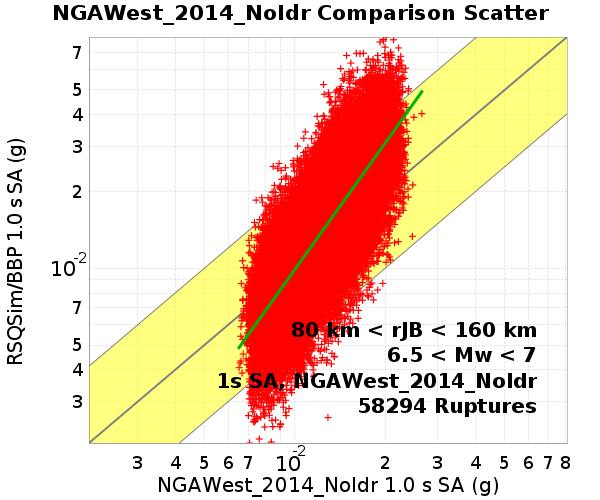 NGAWest_2014_NoIdr Comparison Scatter
RSQSim/BBP 1.0 s SA (g)
7
5
4
3
2
10-2
7
5
4
3
80 km < rJB < 160 km
6.5 < Mw < 7
1s SA, NGAWest_2014_NoIdr
58294 Ruptures
3 4 5 6 7 10-2 2 3 4 5 6 7 8
NGAWest_2014_NoIdr 1.0 s SA (g)